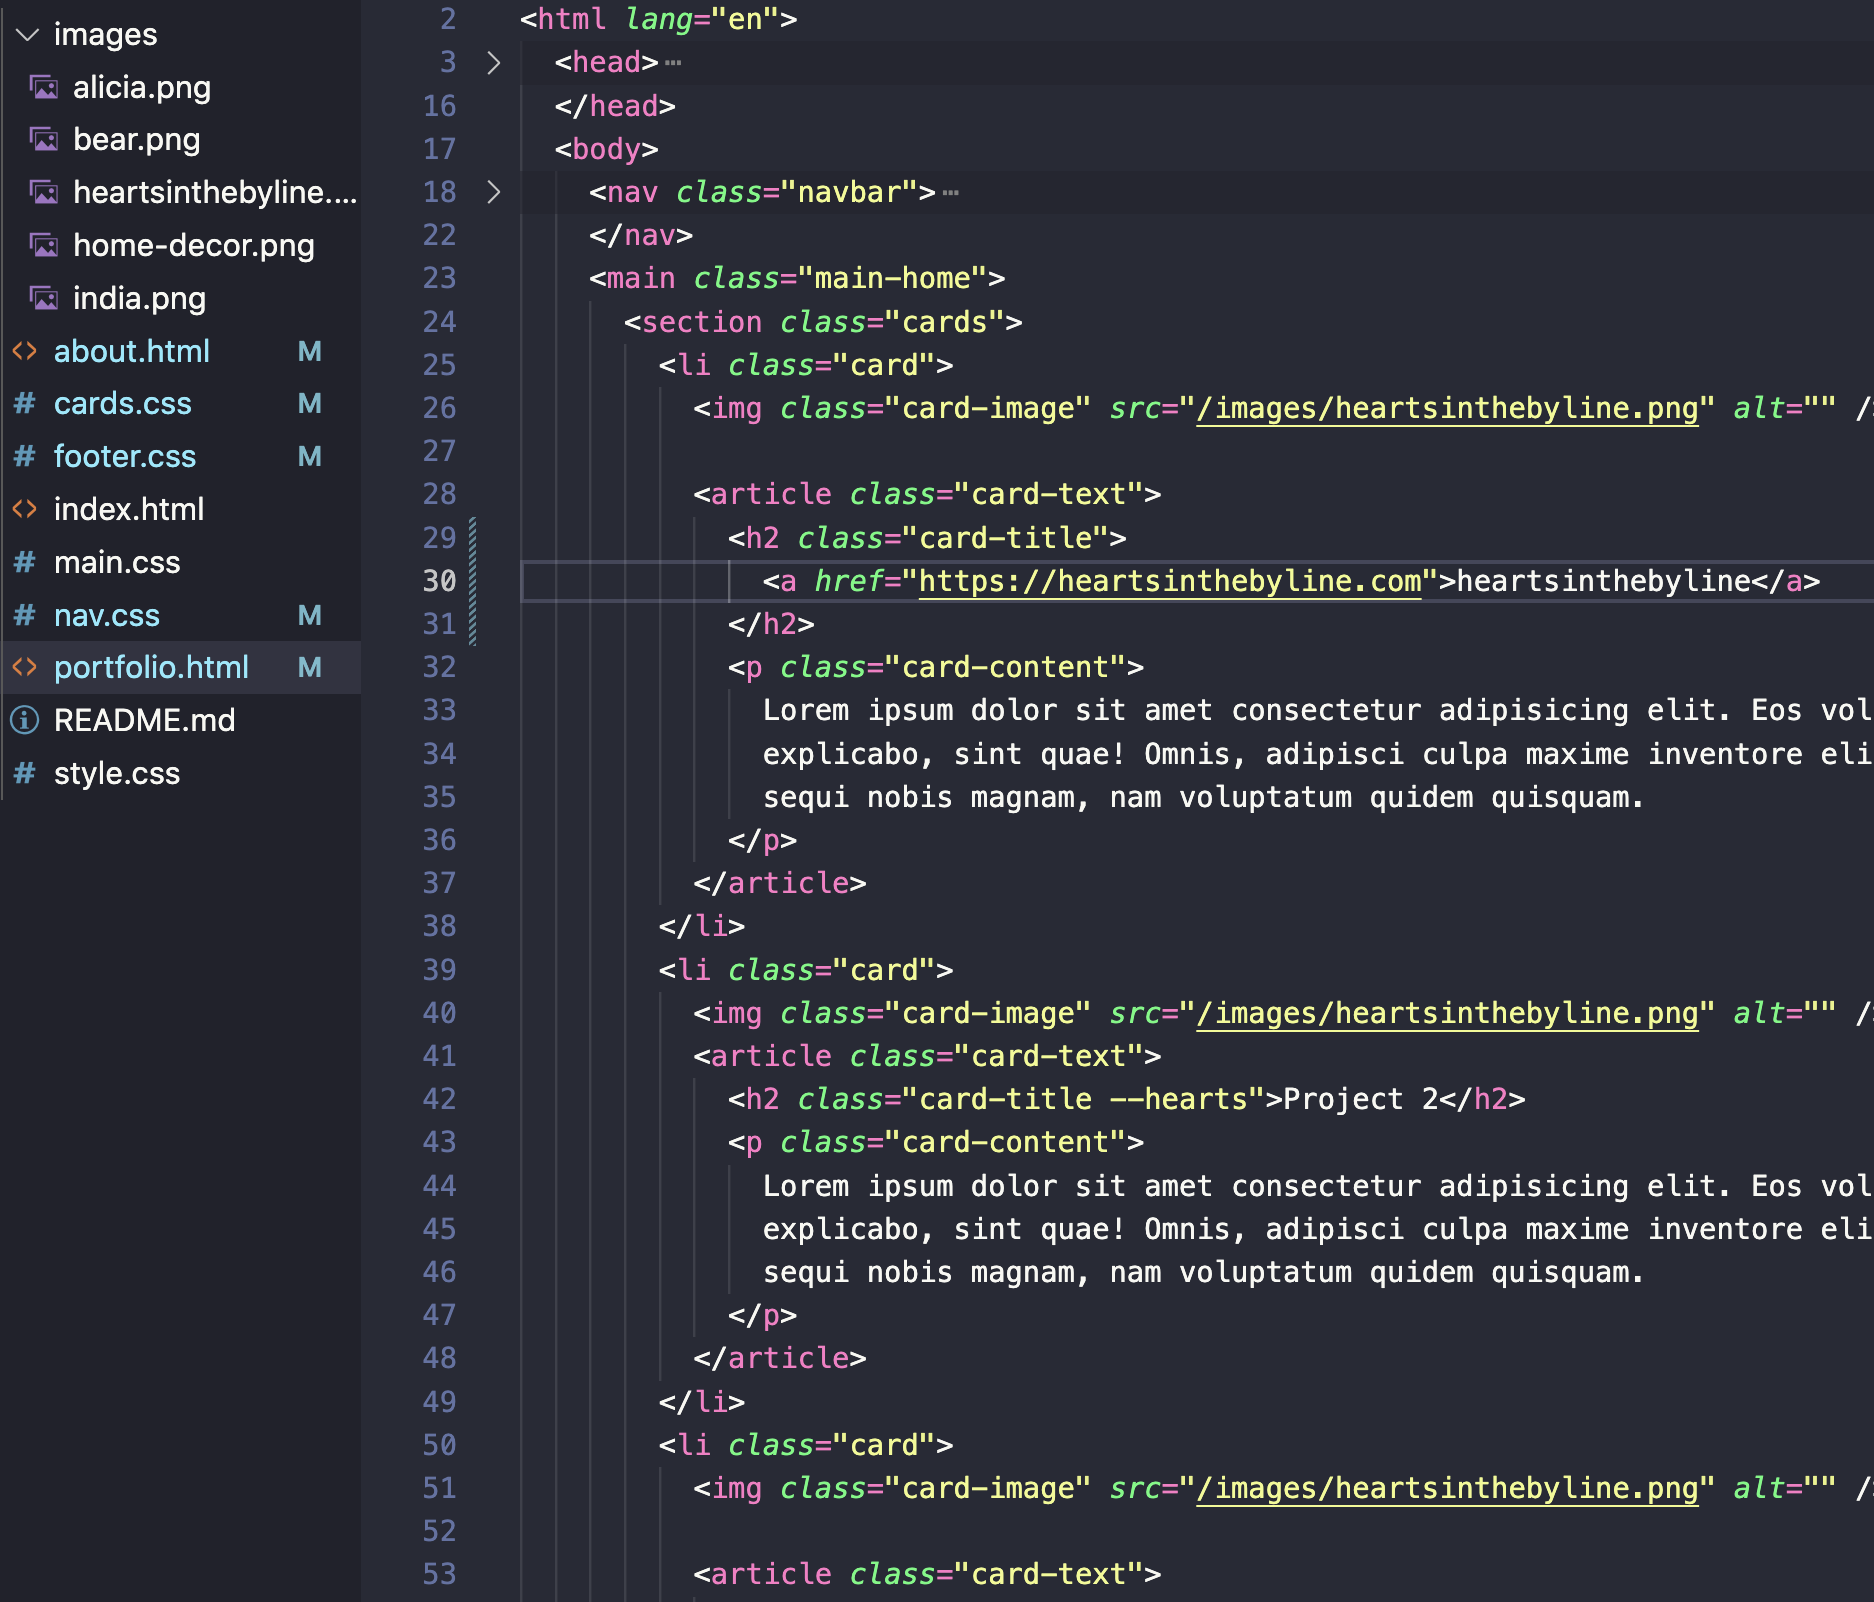 images
alicia.png
bear.png
heartsinthebyline....
home-decor.png
india.png
about.html M
cards.css M
footer.css M
index.html
main.css
nav.css M
portfolio.html M
README.md
style.css
2 <html lang="en">
3 <head>…
16 </head>
17 <body>
18 <nav class="navbar">…
22 </nav>
23 <main class="main-home">
24 <section class="cards">
25 <li class="card">
26 <img class="card-image" src="/images/heartsinthebyline.png" alt="" /
27
28 <article class="card-text">
29 <h2 class="card-title">
30 <a href="https://heartsinthebyline.com">heartsinthebyline</a>
31 </h2>
32 <p class="card-content">
33 Lorem ipsum dolor sit amet consectetur adipisicing elit. Eos vol
34 explicabo, sint quae! Omnis, adipisci culpa maxime inventore eli
35 sequi nobis magnam, nam voluptatum quidem quisquam.
36 </p>
37 </article>
38 </li>
39 <li class="card">
40 <img class="card-image" src="/images/heartsinthebyline.png" alt="" /
41 <article class="card-text">
42 <h2 class="card-title --hearts">Project 2</h2>
43 <p class="card-content">
44 Lorem ipsum dolor sit amet consectetur adipisicing elit. Eos vol
45 explicabo, sint quae! Omnis, adipisci culpa maxime inventore eli
46 sequi nobis magnam, nam voluptatum quidem quisquam.
47 </p>
48 </article>
49 </li>
50 <li class="card">
51 <img class="card-image" src="/images/heartsinthebyline.png" alt="" /
52
53 <article class="card-text">